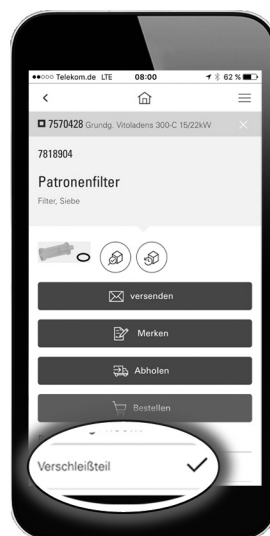 Telekom.de LTE 08:00 62 %
7570428 Grundg. Vitoladens 300-C 15/22kW
7818904
Patronenfilter
Filter, Siebe
versenden
Merken
Abholen
Bestellen
Verschleißteil